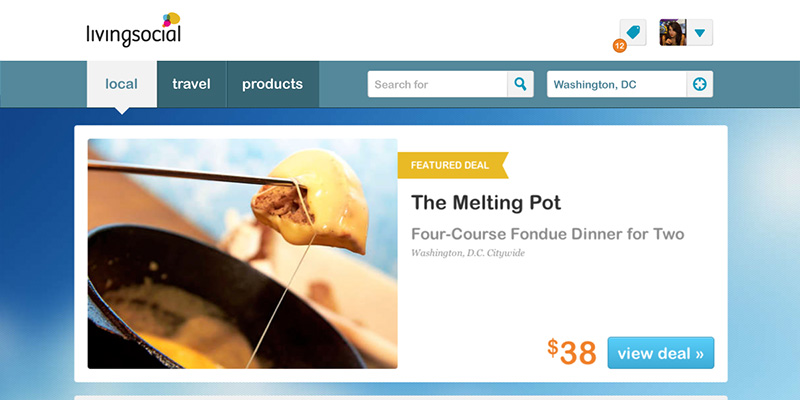 livingsocial
12
local
travel
products
Search for
Washington, DC
FEATURED DEAL
The Melting Pot
Four-Course Fondue Dinner for Two
Washington, D.C. Citywide
$38
view deal »